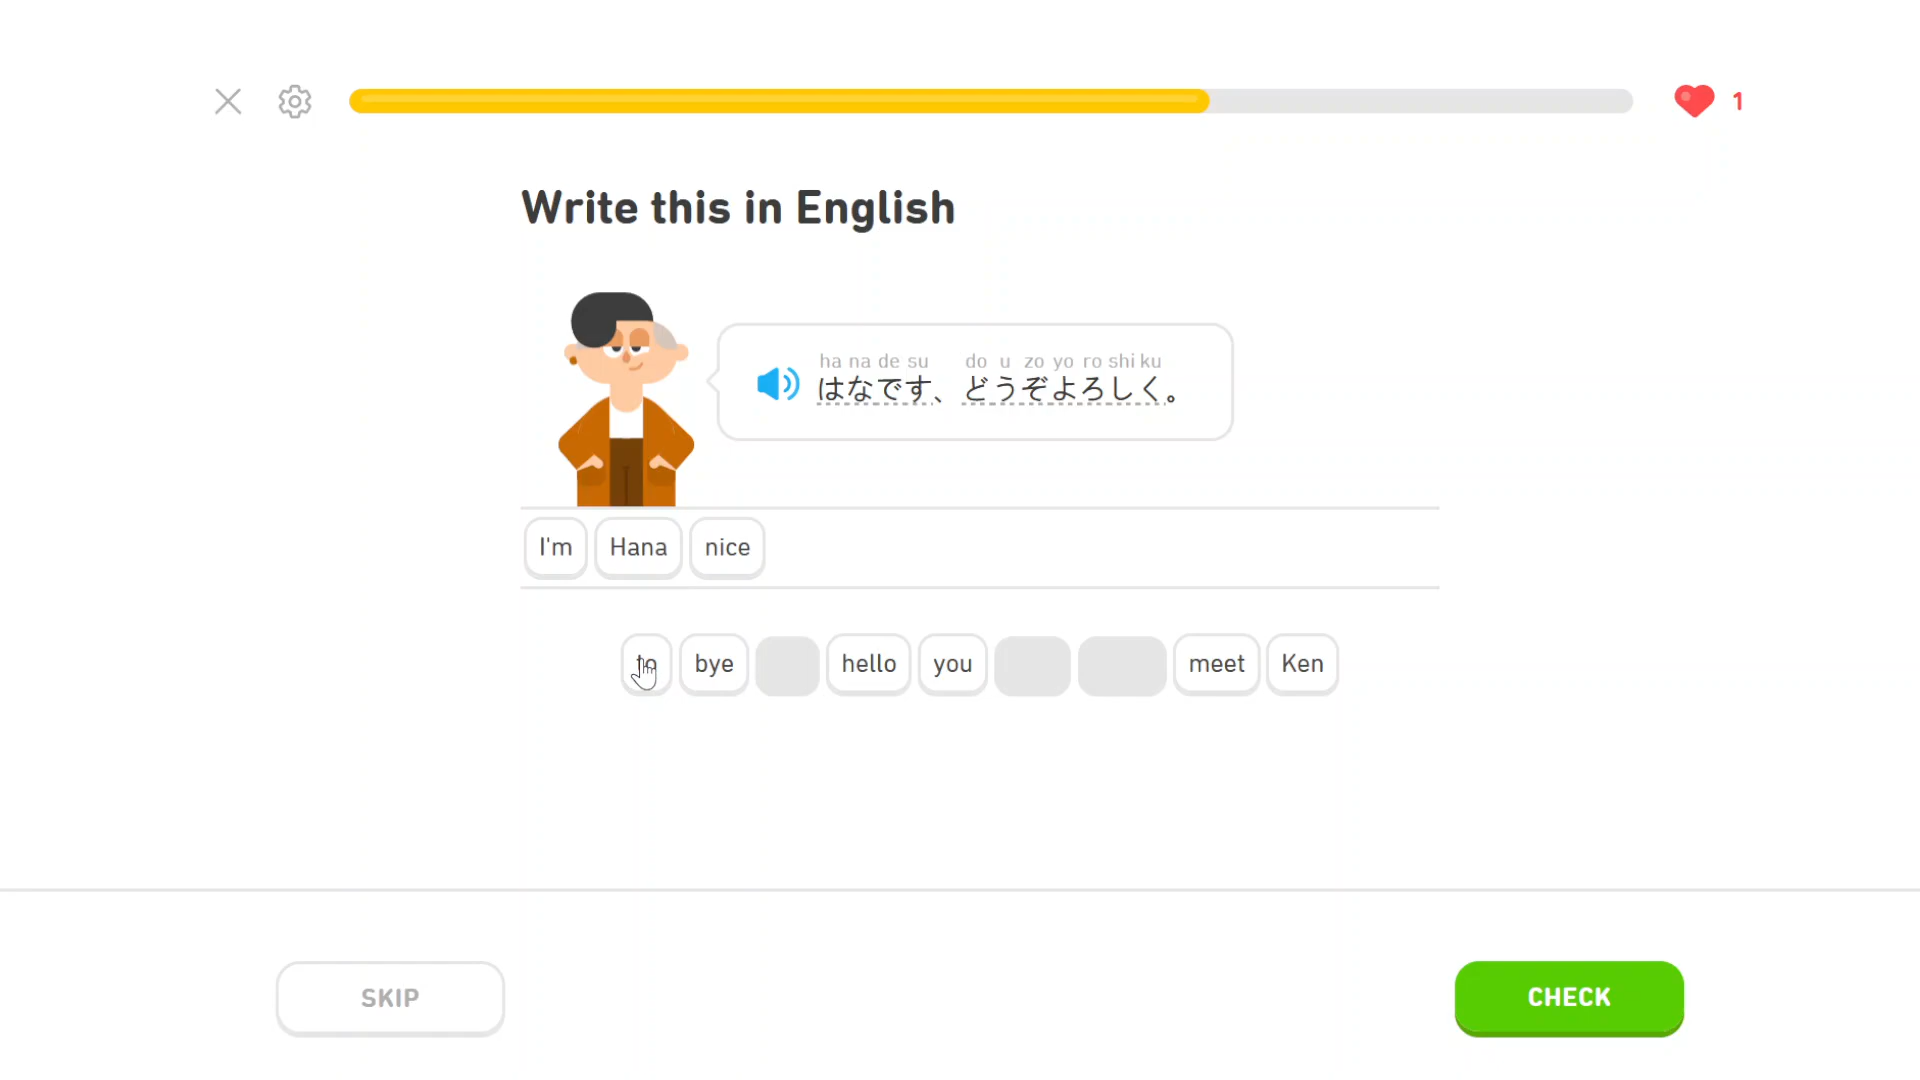 1
Write this in English
ha na de su do u zo yo ro shi ku
はなです、どうぞよろしく。
I'm Hana nice
to bye hello you meet Ken
SKIP CHECK